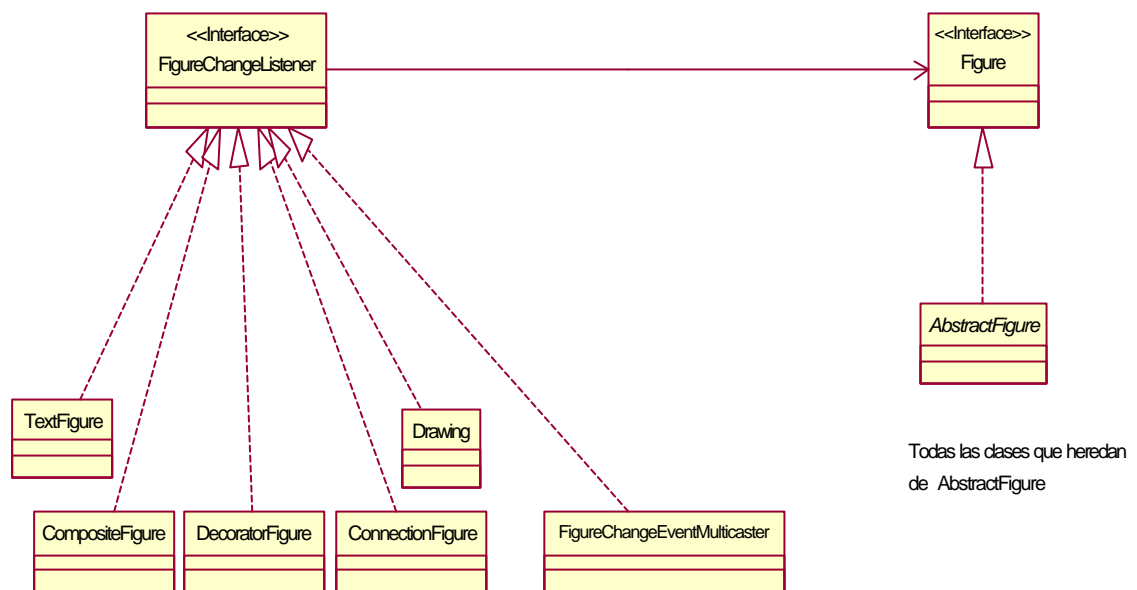 <<Interface>>
FigureChangeListener
<<Interface>>
Figure
AbstractFigure
TextFigure
Drawing
Todas las clases que heredan
de AbstractFigure
CompositeFigure
DecoratorFigure
ConnectionFigure
FigureChangeEventMulticaster